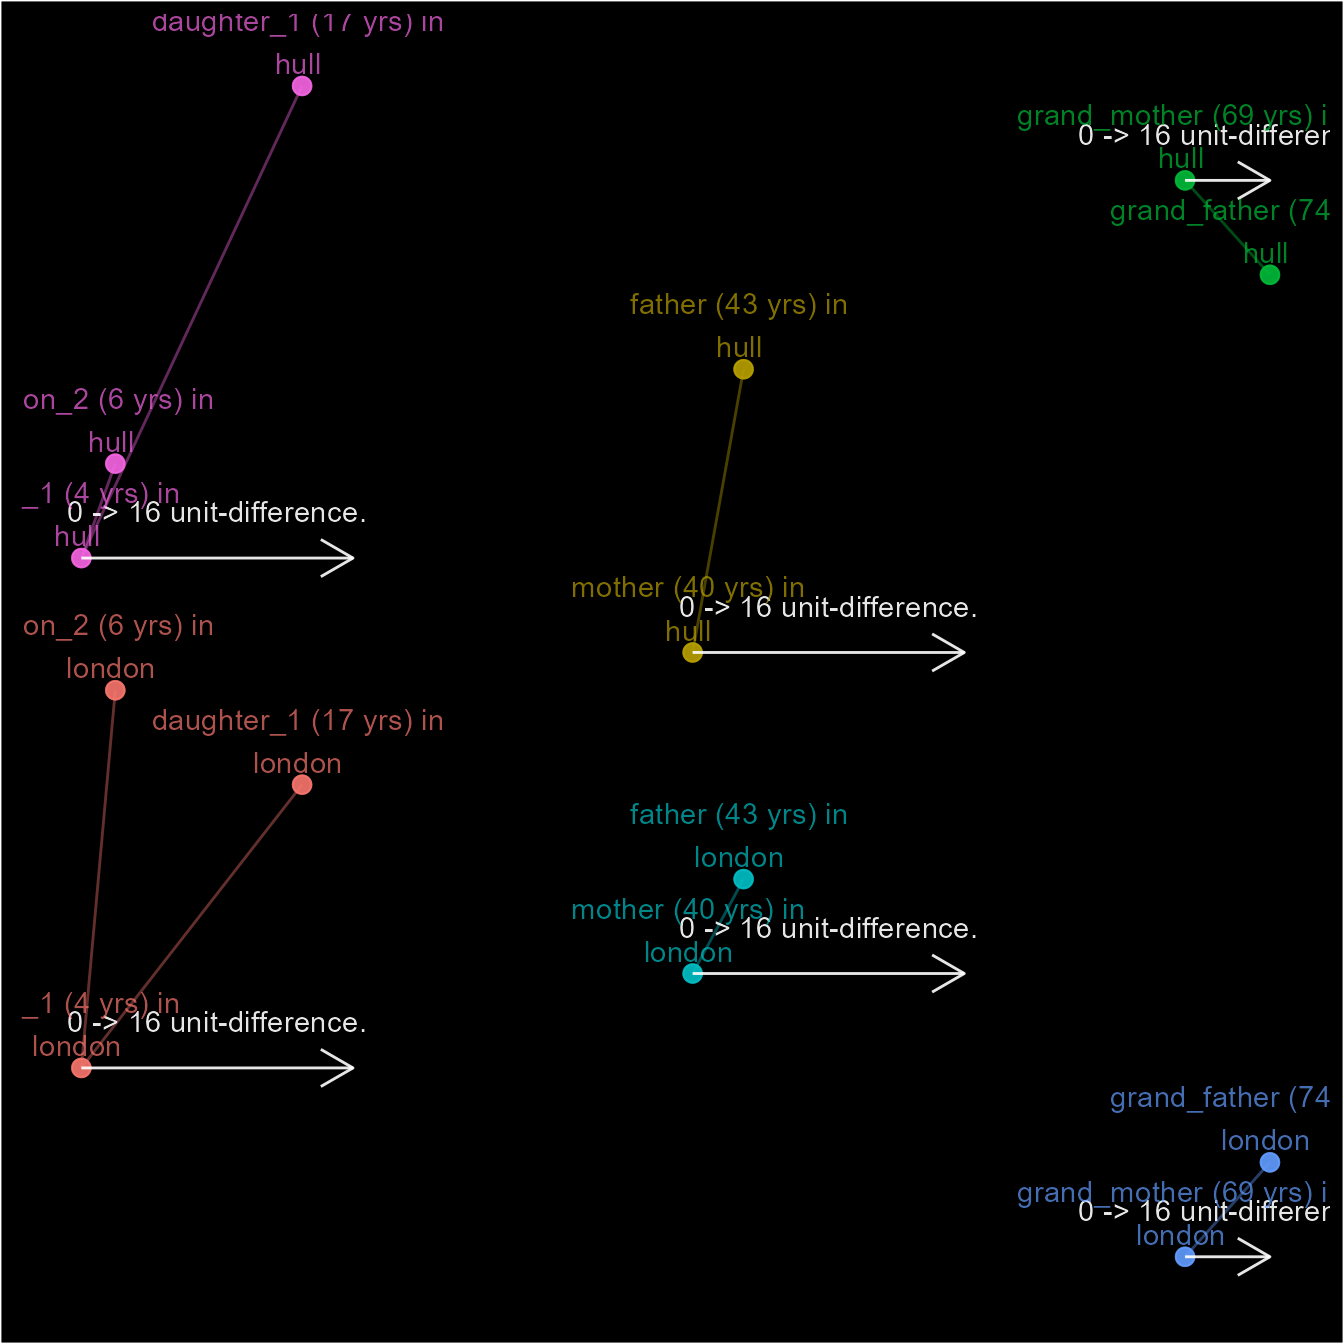 daughter_1 (17 yrs) in
hull
grand_mother (69 yrs) i
0 -> 16 unit-differer
hull
grand_father (74
hull
father (43 yrs) in
hull
on_2 (6 yrs) in
hull
_1 (4 yrs) in
0 -> 16 unit-difference.
hull
mother (40 yrs) in
0 -> 16 unit-difference.
hull
on_2 (6 yrs) in
london
daughter_1 (17 yrs) in
london
father (43 yrs) in
london
mother (40 yrs) in
0 -> 16 unit-difference.
london
_1 (4 yrs) in
0 -> 16 unit-difference.
london
grand_father (74
london
grand_mother (69 yrs) i
0 -> 16 unit-differer
london